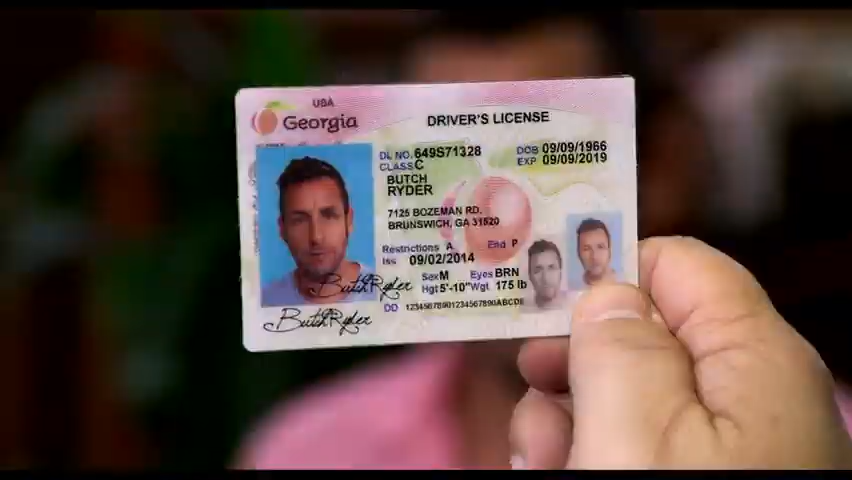 USA
Georgia
DRIVER'S LICENSE
DL NO. 649S71328
DOB 09/09/1966
CLASS C
EXP 09/09/2019
BUTCH
RYDER
7125 BOZEMAN RD.
BRUNSWICH, GA 31520
Restrictions A End P
Iss 09/02/2014
Sex M Eyes BRN
Hgt 5'-10" Wgt 175 lb
Butch Ryder
DD 12345678901234567890ABCDE
Butch Ryder